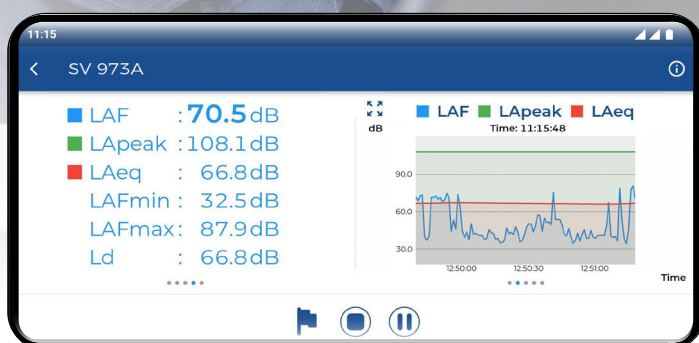 11:15
SV 973A
LAF : 70.5 dB
LApeak : 108.1 dB
LAeq : 66.8 dB
LAFmin : 32.5 dB
LAFmax : 87.9 dB
Ld : 66.8 dB
LAF LApeak LAeq
dB
Time: 11:15:48
90.0
60.0
30.0
12:50:00 12:50:30 12:51:00
Time